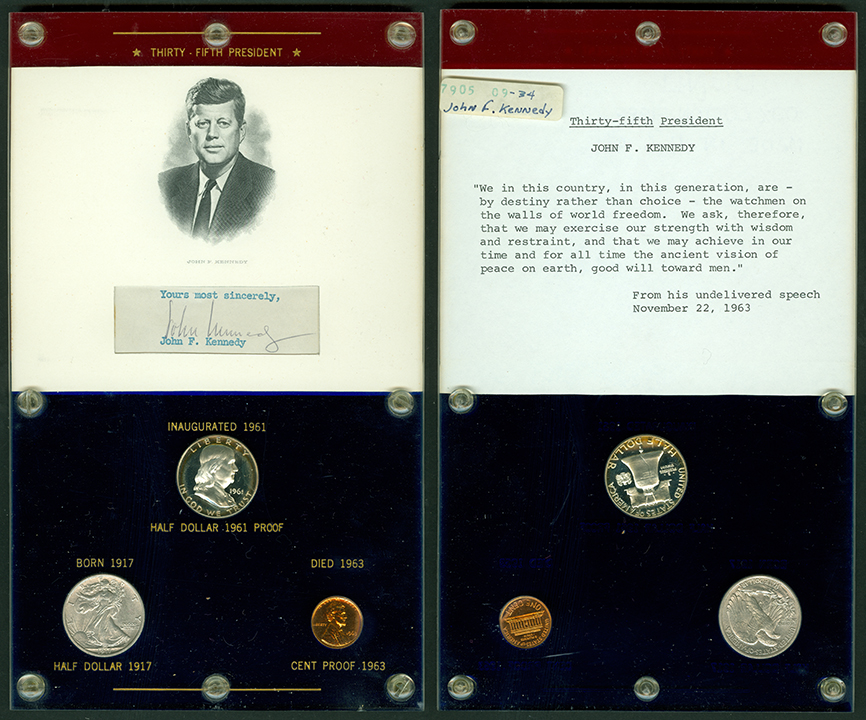 ★ THIRTY-FIFTH PRESIDENT ★
JOHN F KENNEDY
Yours most sincerely,
John Kennedy
John F. Kennedy
INAUGURATED 1961
LIBERTY
1961
IN GOD WE TRUST
HALF DOLLAR 1961 PROOF
BORN 1917
DIED 1963
LIBERTY
HALF DOLLAR 1917
CENT PROOF 1963
7905 09-34
John F. Kennedy
Thirty-fifth President
JOHN F. KENNEDY
"We in this country, in this generation, are -
by destiny rather than choice - the watchmen on
the walls of world freedom.  We ask, therefore,
that we may exercise our strength with wisdom
and restraint, and that we may achieve in our
time and for all time the ancient vision of
peace on earth, good will toward men."
From his undelivered speech
November 22, 1963
UNITED STATES OF AMERICA
HALF DOLLAR
ONE CENT